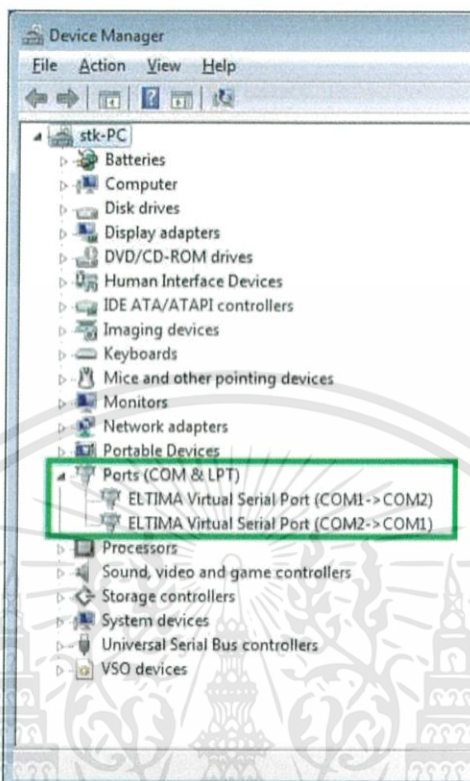 Device Manager
File Action View Help
stk-PC
Batteries
Computer
Disk drives
Display adapters
DVD/CD-ROM drives
Human Interface Devices
IDE ATA/ATAPI controllers
Imaging devices
Keyboards
Mice and other pointing devices
Monitors
Network adapters
Portable Devices
Ports (COM & LPT)
ELTIMA Virtual Serial Port (COM1->COM2)
ELTIMA Virtual Serial Port (COM2->COM1)
Processors
Sound, video and game controllers
Storage controllers
System devices
Universal Serial Bus controllers
VSO devices